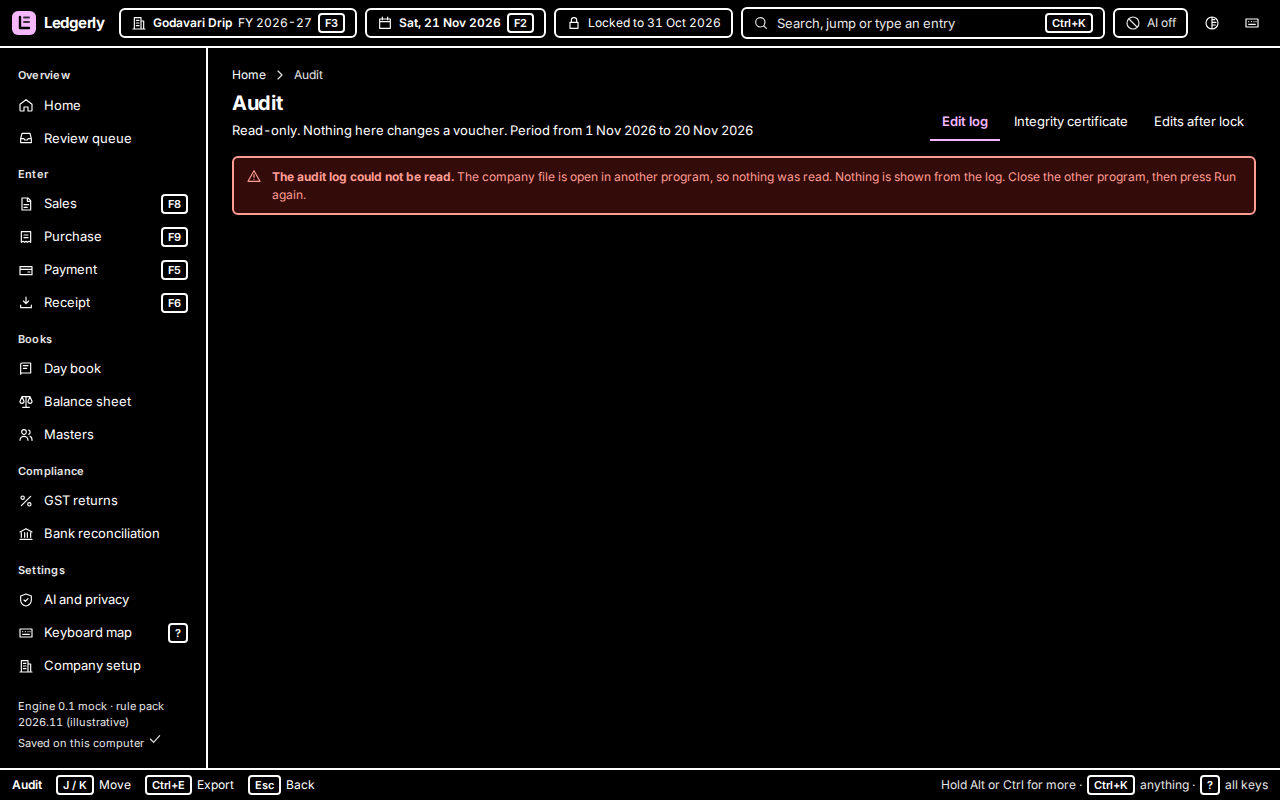 Ledgerly
Godavari Drip FY 2026-27 F3
Sat, 21 Nov 2026 F2
Locked to 31 Oct 2026
Search, jump or type an entry Ctrl+K
AI off
Overview
Home
Review queue
Enter
Sales F8
Purchase F9
Payment F5
Receipt F6
Books
Day book
Balance sheet
Masters
Compliance
GST returns
Bank reconciliation
Settings
AI and privacy
Keyboard map ?
Company setup
Engine 0.1 mock · rule pack
2026.11 (illustrative)
Saved on this computer
Home Audit
Audit
Read-only. Nothing here changes a voucher. Period from 1 Nov 2026 to 20 Nov 2026
Edit log Integrity certificate Edits after lock
The audit log could not be read. The company file is open in another program, so nothing was read. Nothing is shown from the log. Close the other program, then press Run
again.
Audit J / K Move Ctrl+E Export Esc Back
Hold Alt or Ctrl for more · Ctrl+K anything · ? all keys